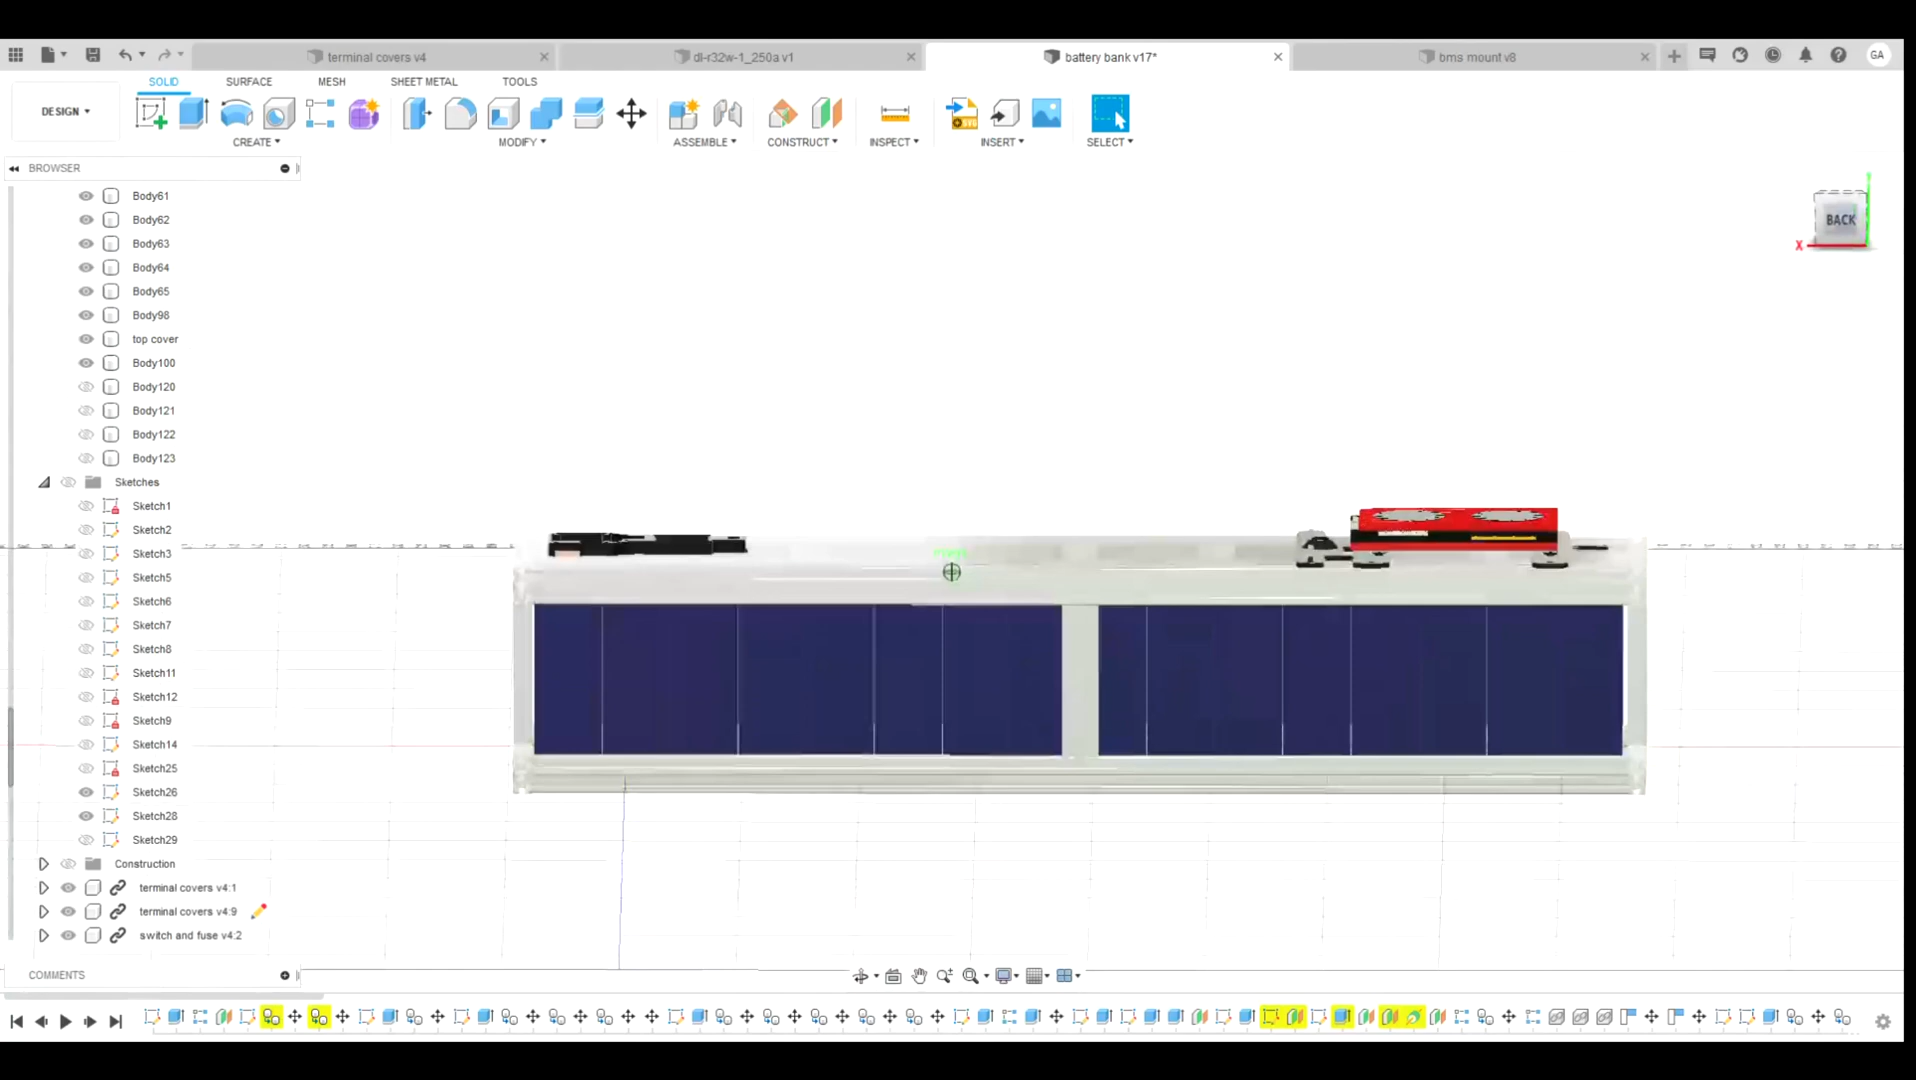 terminal covers v4
dl-r32w-1_250a v1
battery bank v17*
bms mount v8
GA
SOLID
SURFACE
MESH
SHEET METAL
TOOLS
DESIGN
CREATE
MODIFY
ASSEMBLE
CONSTRUCT
INSPECT
INSERT
SELECT
BROWSER
BACK
X
Body61
Body62
Body63
Body64
Body65
Body98
top cover
Body100
Body120
Body121
Body122
Body123
Sketches
Sketch1
Sketch2
Sketch3
Sketch5
Sketch6
Sketch7
Sketch8
Sketch11
Sketch12
Sketch9
Sketch14
Sketch25
Sketch26
Sketch28
Sketch29
Construction
terminal covers v4:1
terminal covers v4:9
switch and fuse v4:2
COMMENTS